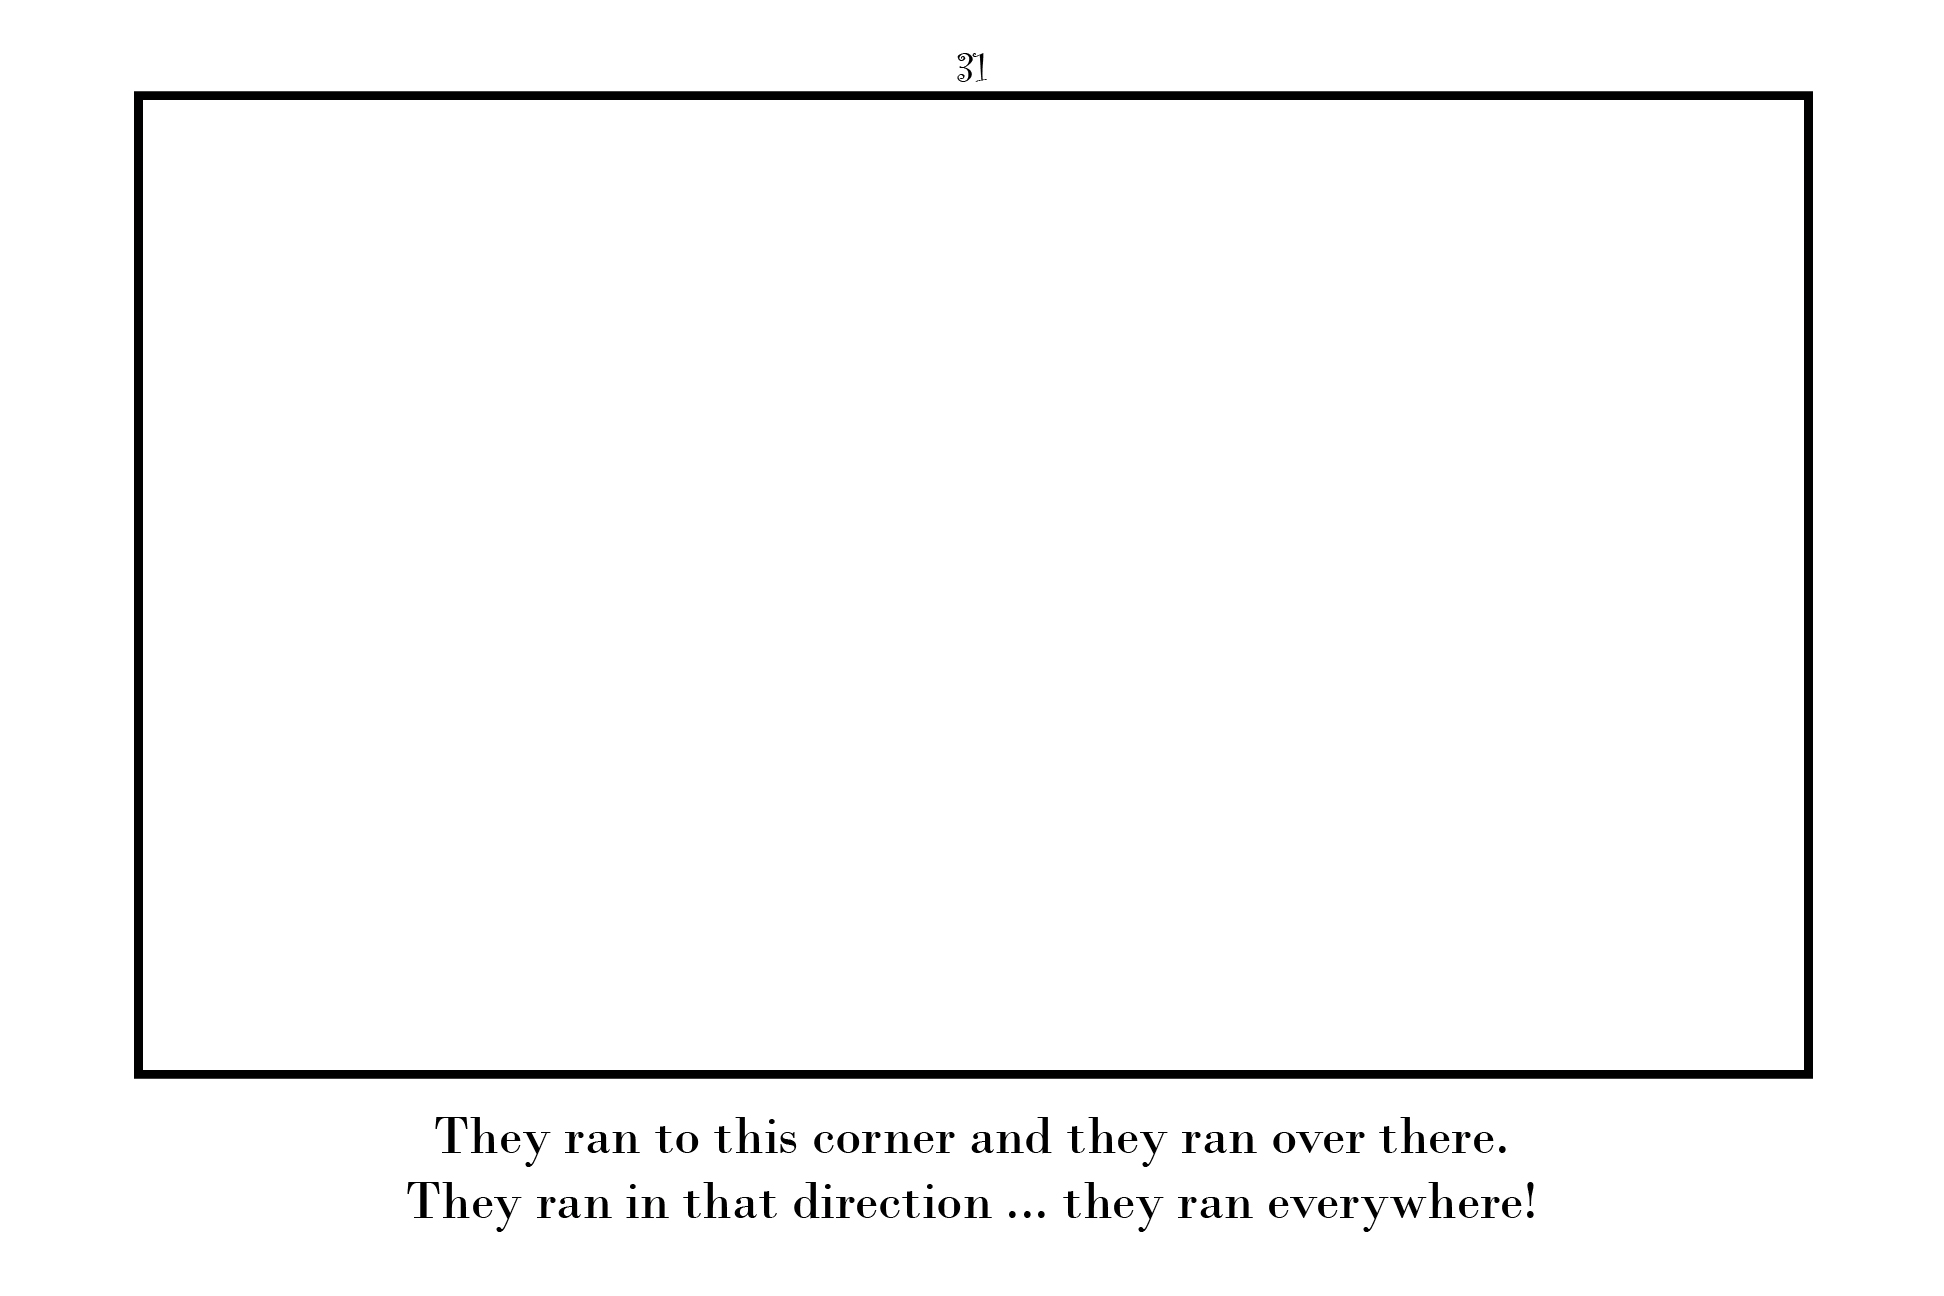 31
They ran to this corner and they ran over there.
They ran in that direction ... they ran everywhere!